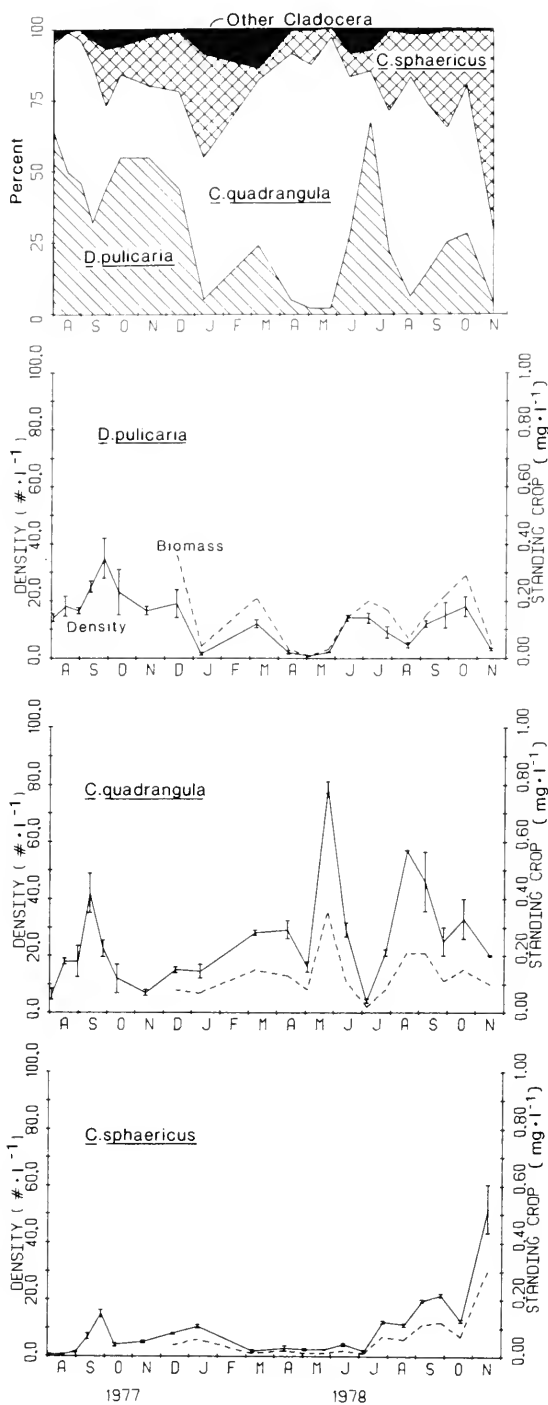 Other Cladocera
100
75
50
25
0
Percent
C.sphaericus
C.quadrangula
D.pulicaria
A S O N D J F M A M J J A S O N
100.0
80.0
60.0
40.0
20.0
0.0
DENSITY ( # · l⁻¹)
D.pulicaria
Biomass
Density
1.00
0.80
0.60
0.40
0.20
0.00
STANDING CROP ( mg · l⁻¹)
A S O N D J F M A M J J A S O N
100.0
80.0
60.0
40.0
20.0
0.0
DENSITY ( # · l⁻¹)
C.quadrangula
1.00
0.80
0.60
0.40
0.20
0.00
STANDING CROP ( mg · l⁻¹)
A S O N D J F M A M J J A S O N
100.0
80.0
60.0
40.0
20.0
0.0
DENSITY ( # · l⁻¹)
C.sphaericus
1.00
0.80
0.60
0.40
0.20
0.00
STANDING CROP ( mg · l⁻¹)
A S O N D J F M A M J J A S O N
1977 1978